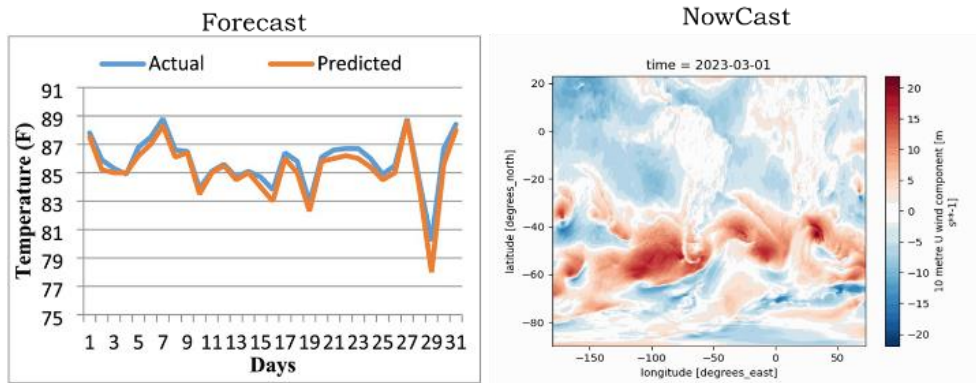 Forecast
Actual Predicted
91
89
87
85
83
81
79
77
75
Temperature (F)
1 3 5 7 9 11 13 15 17 19 21 23 25 27 29 31
Days
NowCast
time = 2023-03-01
20
0
−20
−40
−60
−80
latitude [degrees_north]
−150 −100 −50 0 50
longitude [degrees_east]
20
15
10
5
0
−5
−10
−15
−20
10 metre U wind component [m
s**-1]